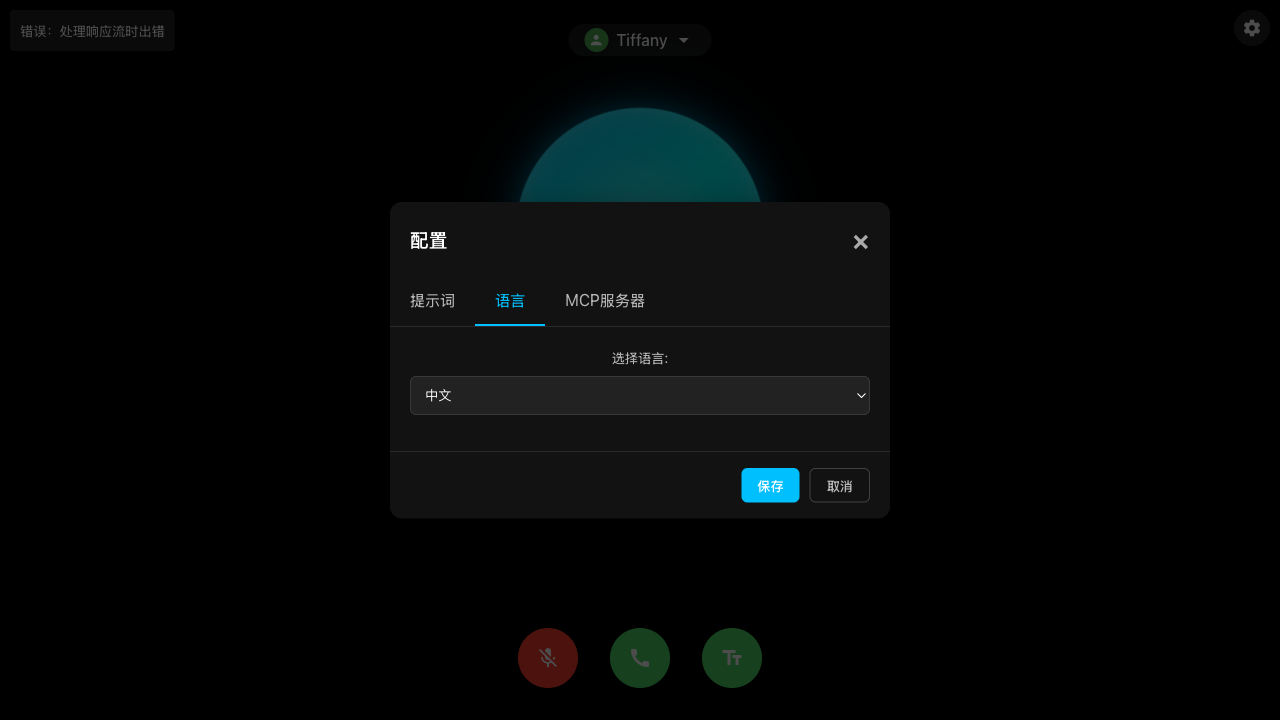 错误：处理响应流时出错
Tiffany
配置
提示词 语言 MCP服务器
选择语言:
中文
保存 取消